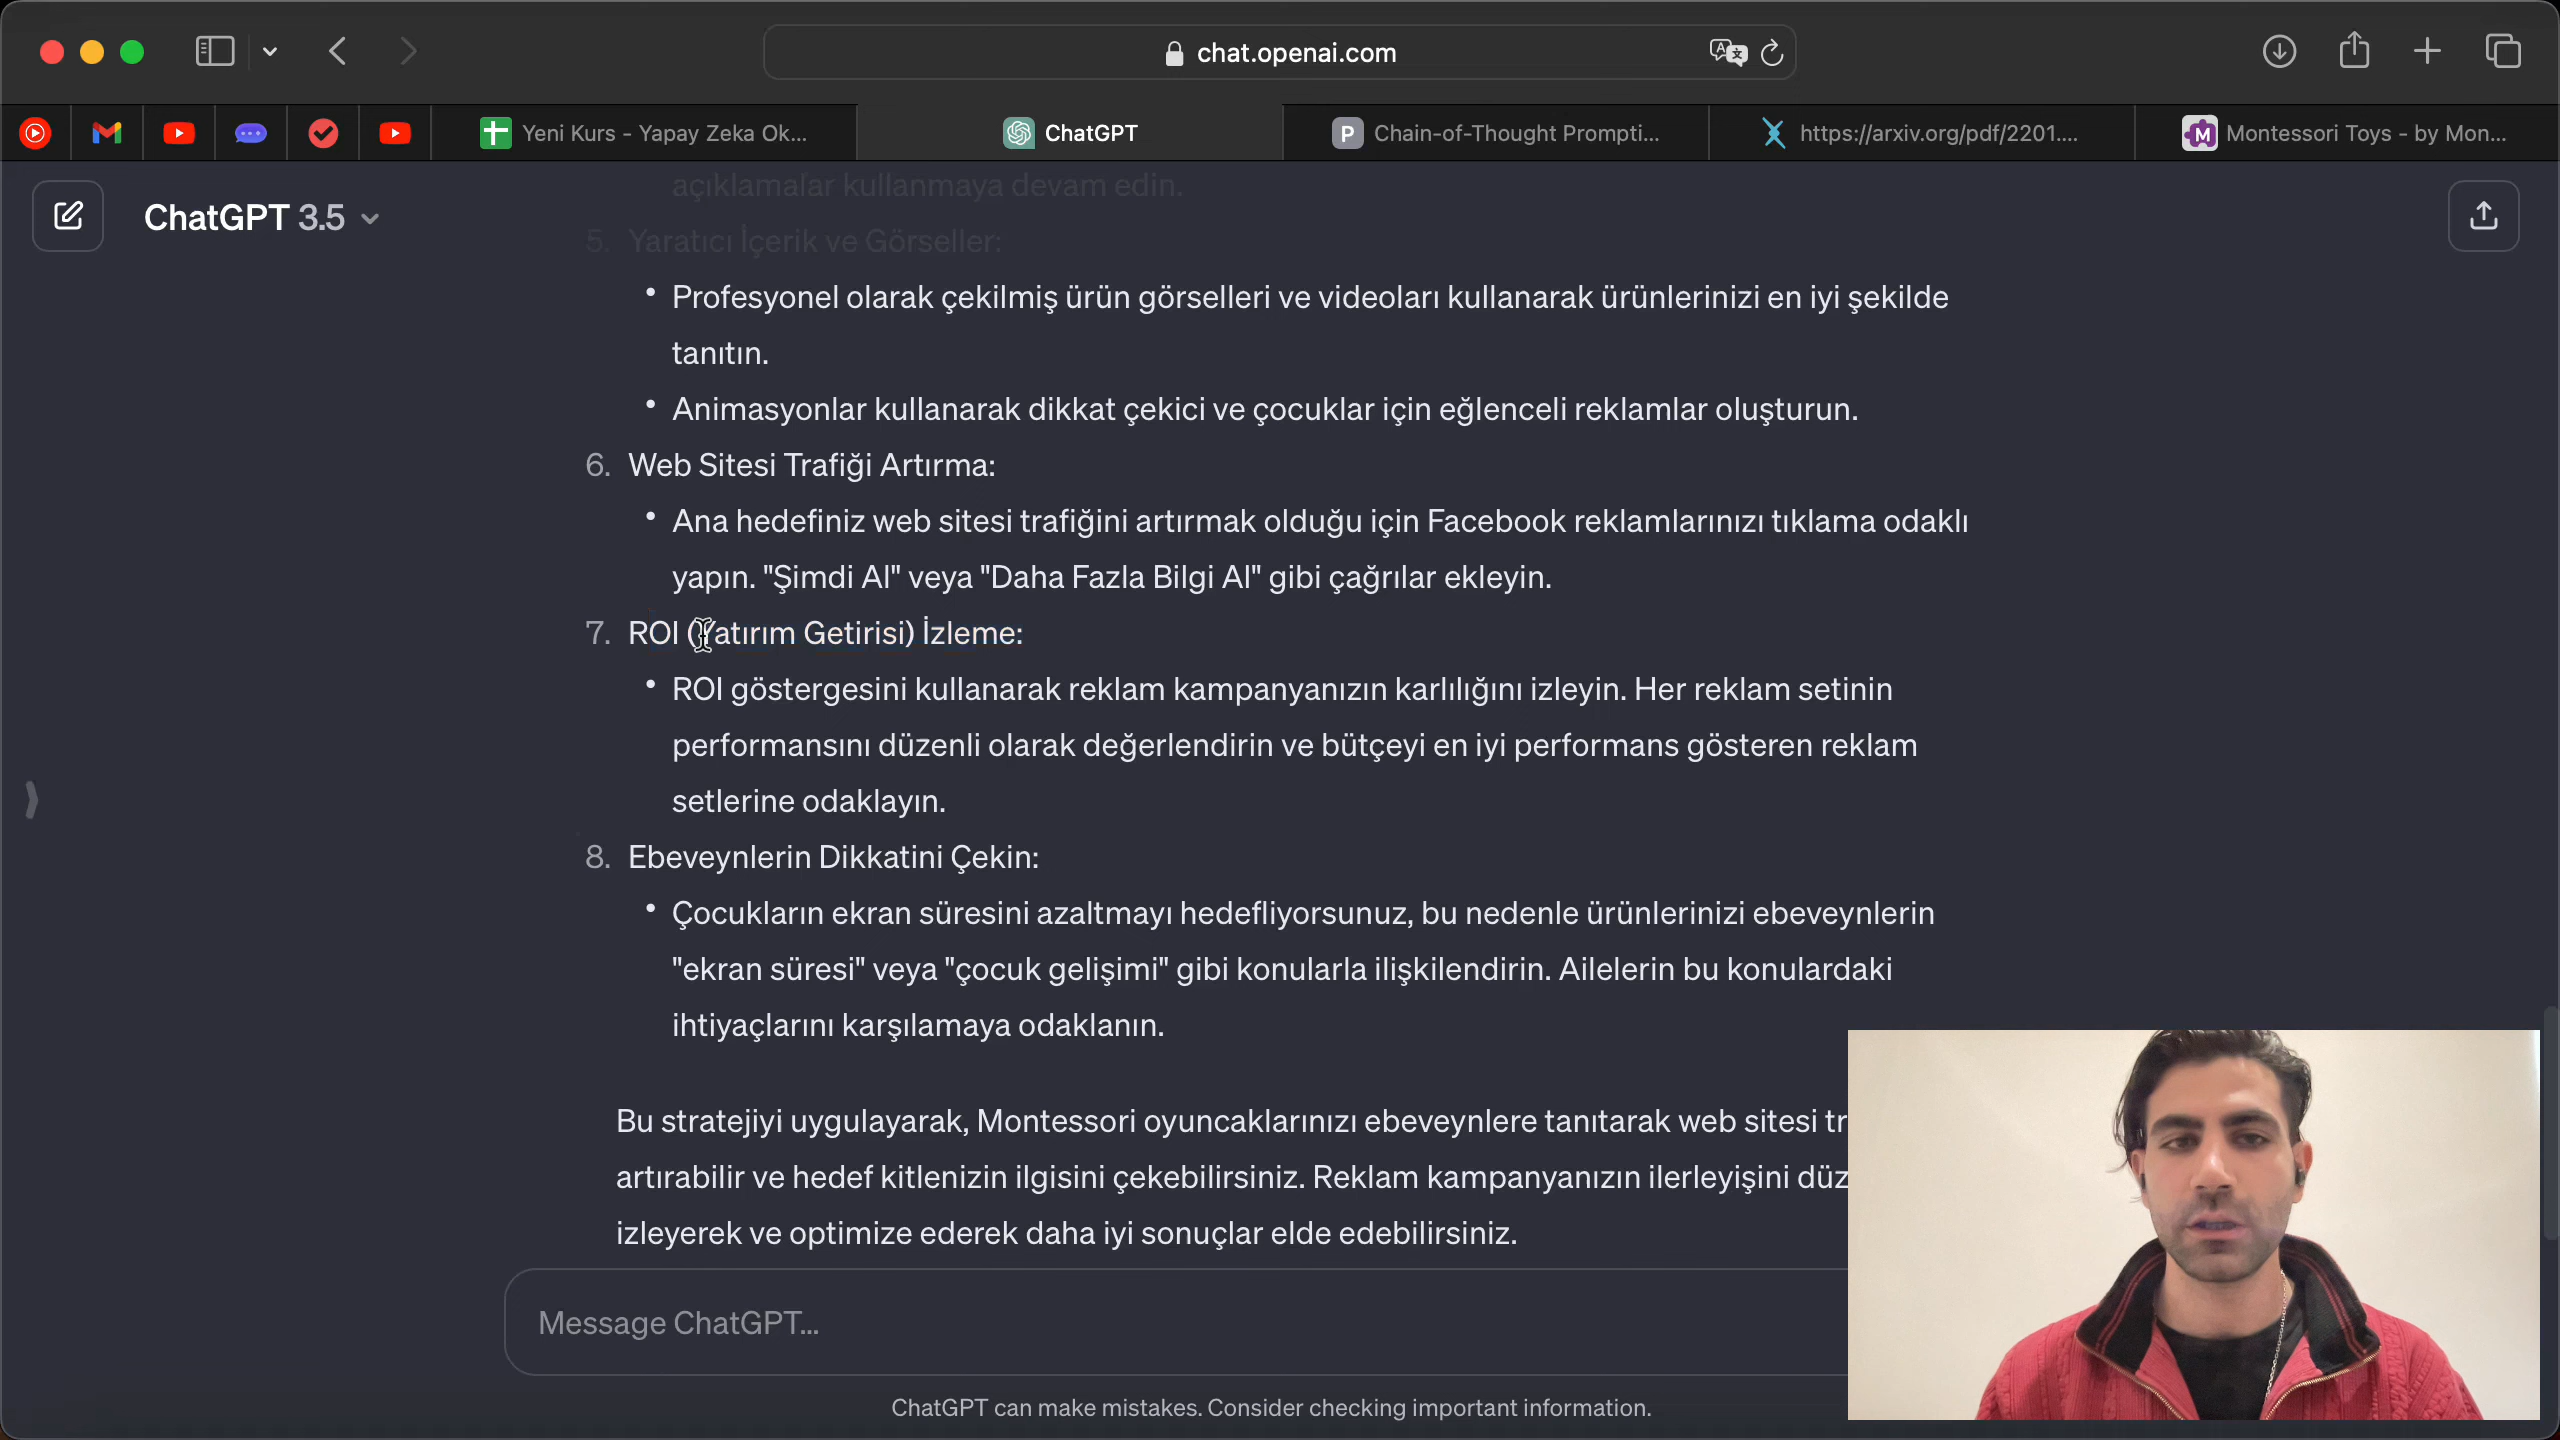 chat.openai.com
Yeni Kurs - Yapay Zeka Ok...
ChatGPT
P
Chain-of-Thought Prompti...
https://arxiv.org/pdf/2201....
M
Montessori Toys - by Mon...
açıklamalar kullanmaya devam edin.
ChatGPT 3.5
5. Yaratıcı İçerik ve Görseller:
• Profesyonel olarak çekilmiş ürün görselleri ve videoları kullanarak ürünlerinizi en iyi şekilde
tanıtın.
• Animasyonlar kullanarak dikkat çekici ve çocuklar için eğlenceli reklamlar oluşturun.
6. Web Sitesi Trafiği Artırma:
• Ana hedefiniz web sitesi trafiğini artırmak olduğu için Facebook reklamlarınızı tıklama odaklı
yapın. "Şimdi Al" veya "Daha Fazla Bilgi Al" gibi çağrılar ekleyin.
7. ROI (Yatırım Getirisi) İzleme:
• ROI göstergesini kullanarak reklam kampanyanızın karlılığını izleyin. Her reklam setinin
performansını düzenli olarak değerlendirin ve bütçeyi en iyi performans gösteren reklam
setlerine odaklayın.
8. Ebeveynlerin Dikkatini Çekin:
• Çocukların ekran süresini azaltmayı hedefliyorsunuz, bu nedenle ürünlerinizi ebeveynlerin
"ekran süresi" veya "çocuk gelişimi" gibi konularla ilişkilendirin. Ailelerin bu konulardaki
ihtiyaçlarını karşılamaya odaklanın.
Bu stratejiyi uygulayarak, Montessori oyuncaklarınızı ebeveynlere tanıtarak web sitesi tr
artırabilir ve hedef kitlenizin ilgisini çekebilirsiniz. Reklam kampanyanızın ilerleyişini düz
izleyerek ve optimize ederek daha iyi sonuçlar elde edebilirsiniz.
Message ChatGPT...
ChatGPT can make mistakes. Consider checking important information.